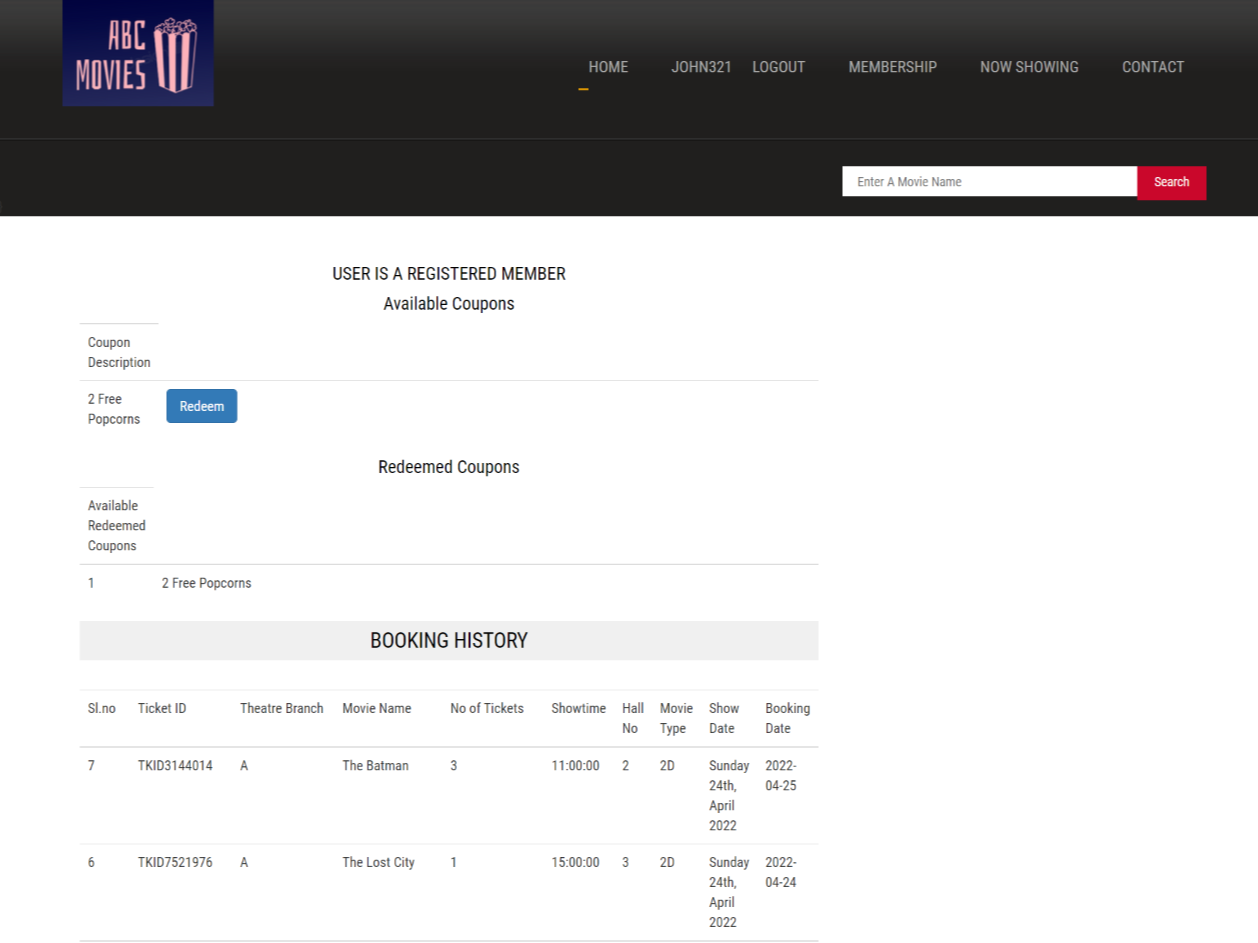 ABC
MOVIES
HOME JOHN321 LOGOUT MEMBERSHIP NOW SHOWING CONTACT
Enter A Movie Name Search
USER IS A REGISTERED MEMBER
Available Coupons
Coupon
Description
2 Free
Popcorns
Redeem
Redeemed Coupons
Available
Redeemed
Coupons
1 2 Free Popcorns
BOOKING HISTORY
Sl.no Ticket ID Theatre Branch Movie Name No of Tickets Showtime Hall Movie Show Booking
No Type Date Date
7 TKID3144014 A The Batman 3 11:00:00 2 2D Sunday 2022-
24th, 04-25
April
2022
6 TKID7521976 A The Lost City 1 15:00:00 3 2D Sunday 2022-
24th, 04-24
April
2022